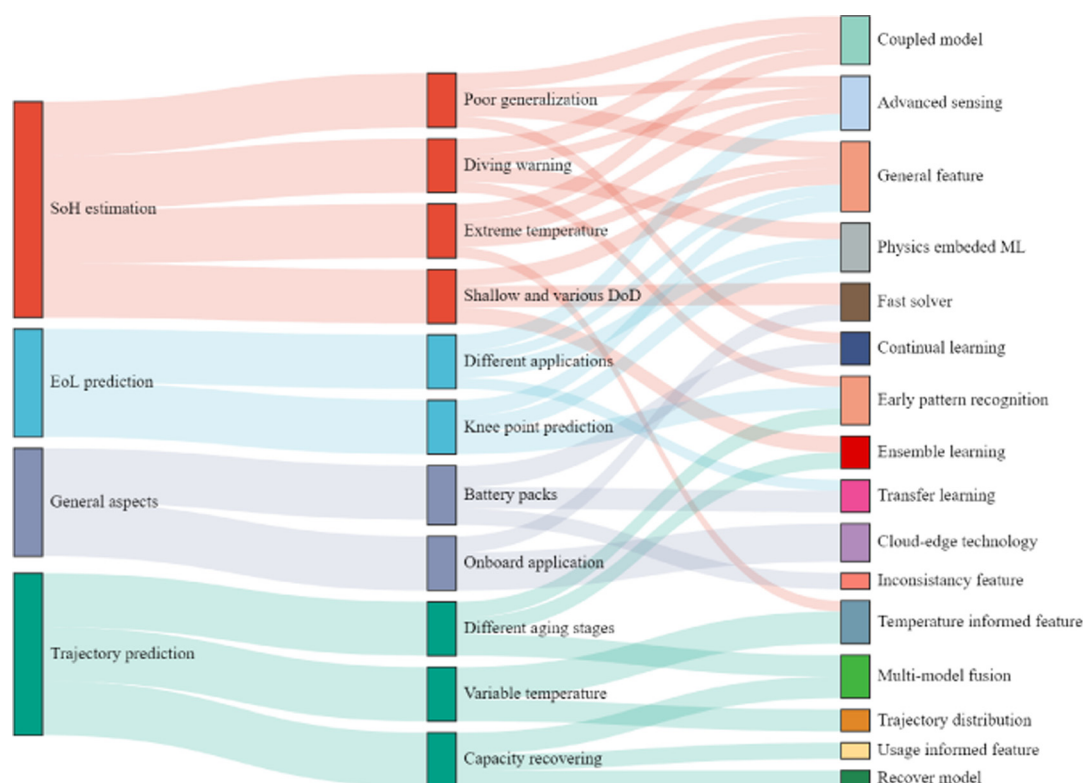 SoH estimation
EoL prediction
General aspects
Trajectory prediction
Poor generalization
Diving warning
Extreme temperature
Shallow and various DoD
Different applications
Knee point prediction
Battery packs
Onboard application
Different aging stages
Variable temperature
Capacity recovering
Coupled model
Advanced sensing
General feature
Physics embeded ML
Fast solver
Continual learning
Early pattern recognition
Ensemble learning
Transfer learning
Cloud-edge technology
Inconsistancy feature
Temperature informed feature
Multi-model fusion
Trajectory distribution
Usage informed feature
Recover model